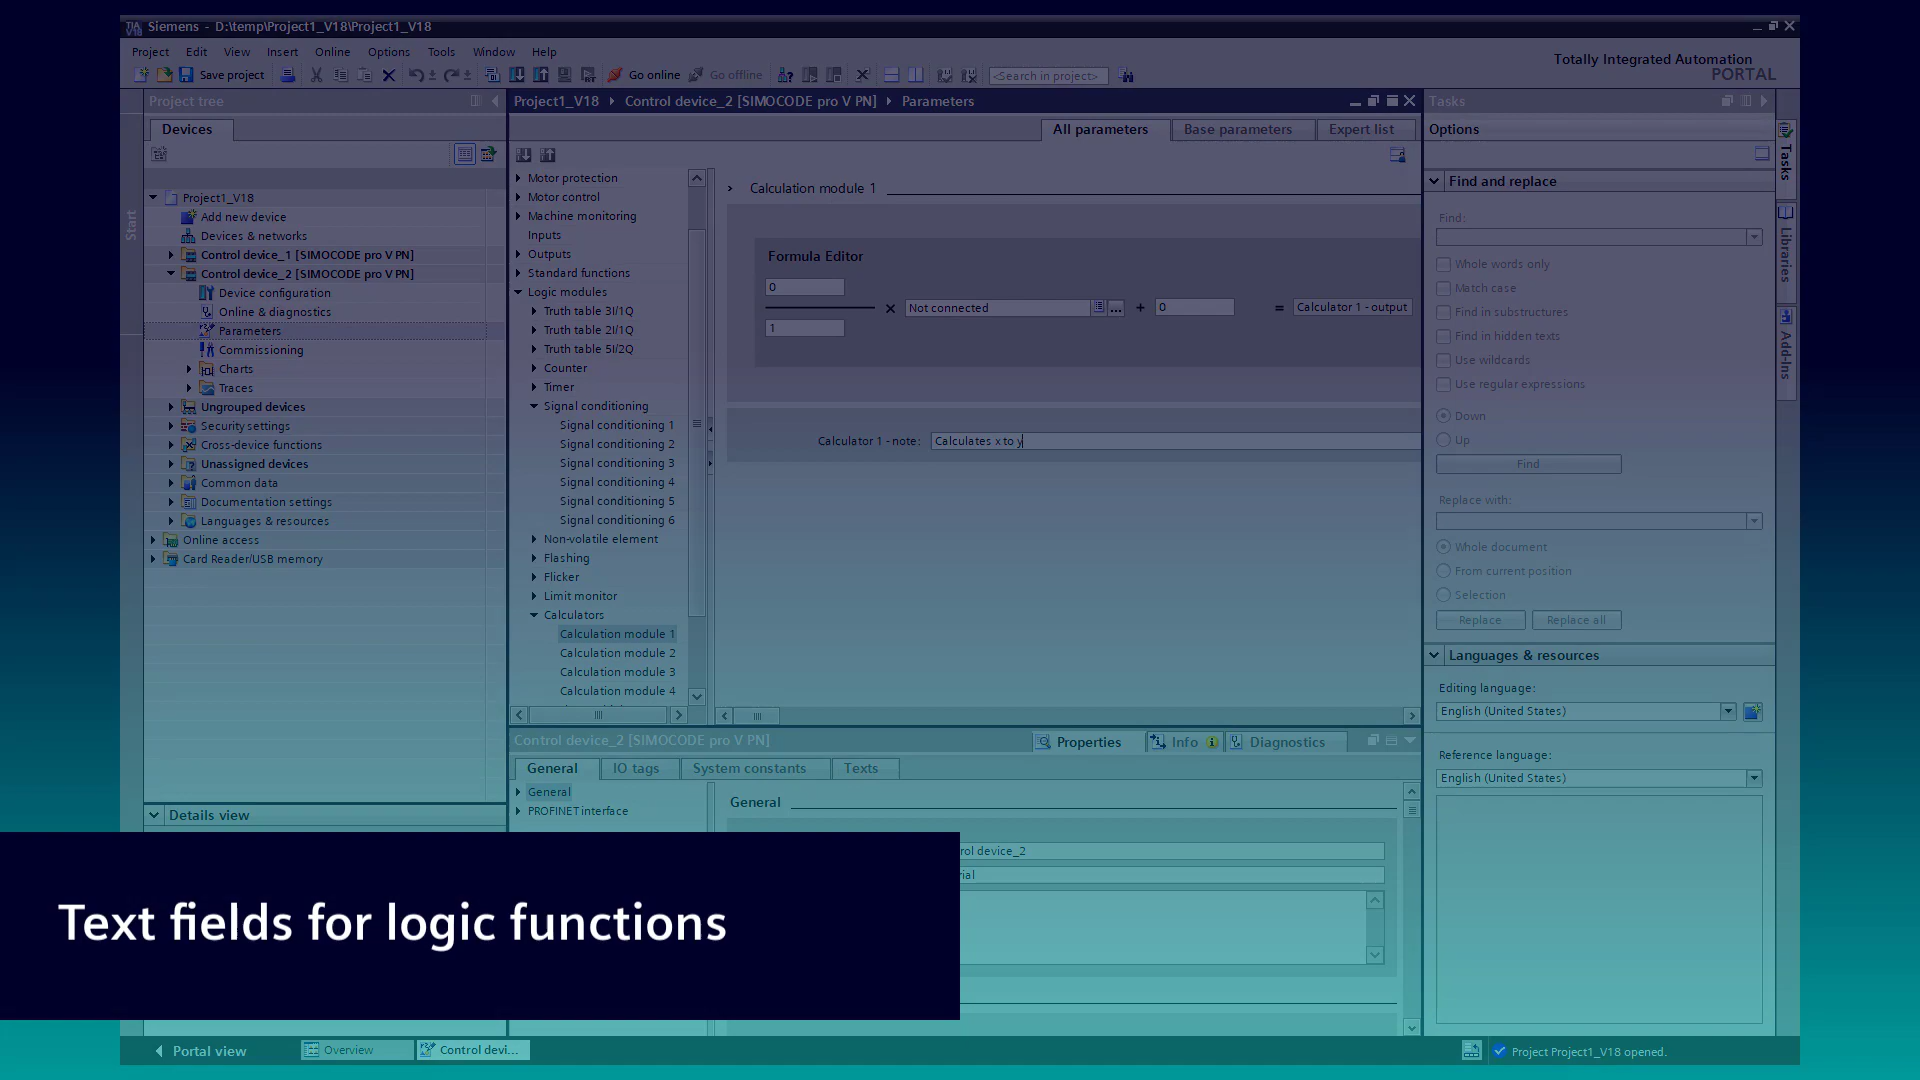 Siemens - D:\temp\Project1_V18\Project1_V18
Project Edit View Insert Online Options Tools Window Help
Totally Integrated Automation
PORTAL
Save project
Go online
Go offline
<Search in project>
Project tree
Project1_V18 Control device_2 [SIMOCODE pro V PN] Parameters
Tasks
Devices
All parameters
Base parameters
Expert list
Options
Start
Project1_V18
Add new device
Devices & networks
Control device_1 [SIMOCODE pro V PN]
Control device_2 [SIMOCODE pro V PN]
Device configuration
Online & diagnostics
Parameters
Commissioning
Charts
Traces
Ungrouped devices
Security settings
Cross-device functions
Unassigned devices
Common data
Documentation settings
Languages & resources
Online access
Card Reader/USB memory
Motor protection
Motor control
Machine monitoring
Inputs
Outputs
Standard functions
Logic modules
Truth table 3I/1Q
Truth table 2I/1Q
Truth table 5I/2Q
Counter
Timer
Signal conditioning
Signal conditioning 1
Signal conditioning 2
Signal conditioning 3
Signal conditioning 4
Signal conditioning 5
Signal conditioning 6
Non-volatile element
Flashing
Flicker
Limit monitor
Calculators
Calculation module 1
Calculation module 2
Calculation module 3
Calculation module 4
Calculation module 1
Formula Editor
0
1
× Not connected ... + 0 = Calculator 1 - output
Calculator 1 - note: Calculates x to y
Find and replace
Find:
Whole words only
Match case
Find in substructures
Find in hidden texts
Use wildcards
Use regular expressions
Down
Up
Find
Replace with:
Whole document
From current position
Selection
Replace
Replace all
Languages & resources
Editing language:
English (United States)
Reference language:
English (United States)
Tasks
Libraries
Add-Ins
Control device_2 [SIMOCODE pro V PN]
Properties
Info
Diagnostics
General
IO tags
System constants
Texts
General
PROFINET interface
General
rol device_2
rial
Details view
Text fields for logic functions
Portal view
Overview
Control devi...
Project Project1_V18 opened.